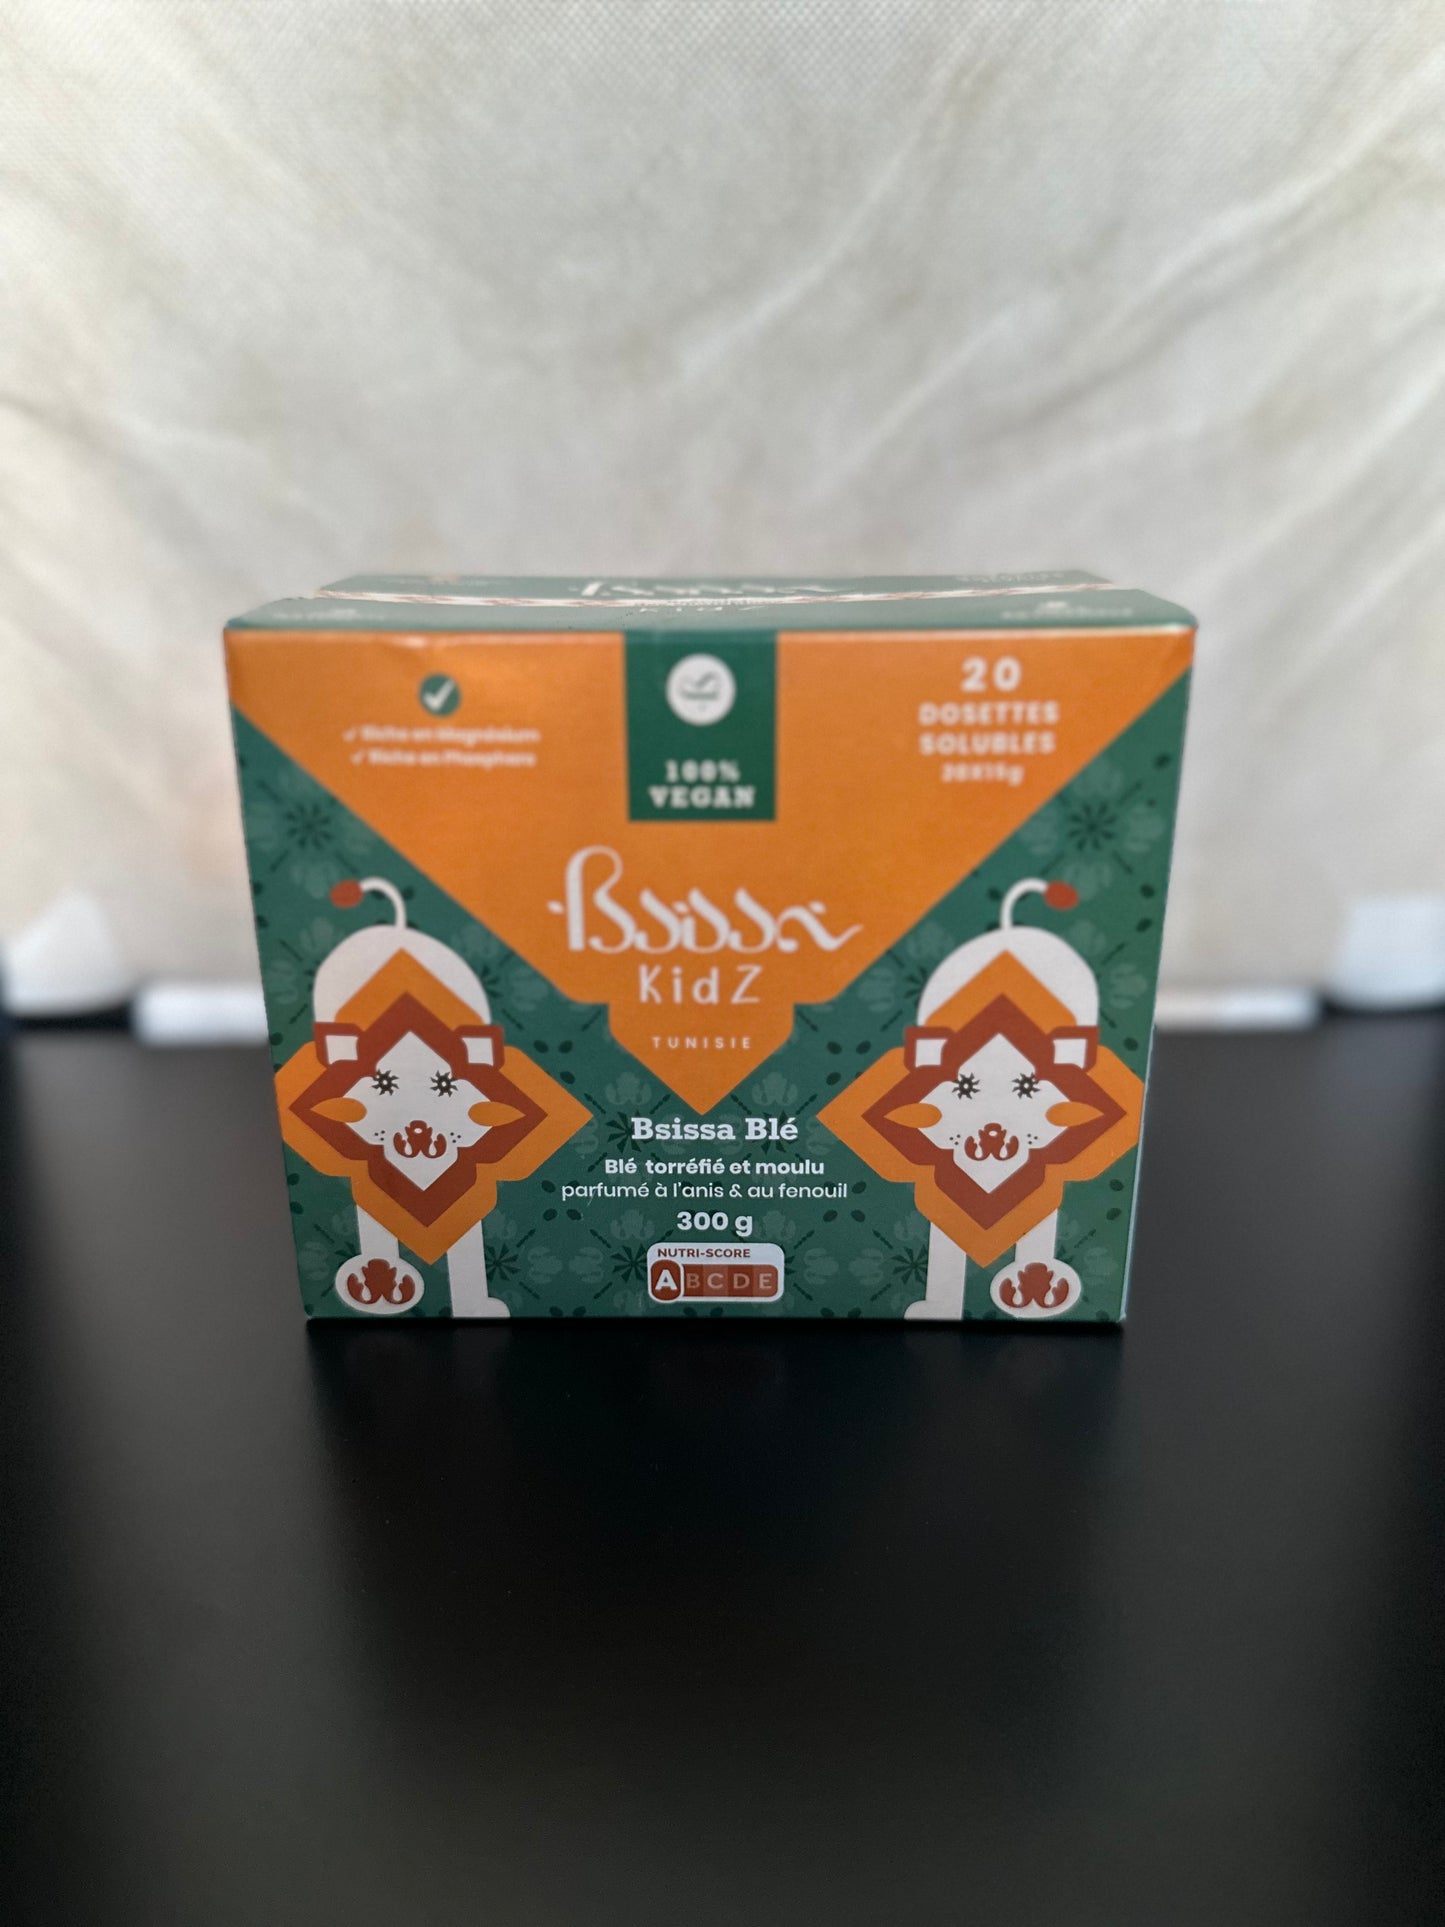 Riche en Magnésium
Riche en Phosphore
100%
VEGAN
20
DOSETTES
SOLUBLES
20X15g
Bsissa
KidZ
TUNISIE
Bsissa Blé
Blé torréfié et moulu
parfumé à l'anis & au fenouil
300 g
NUTRI-SCORE
A B C D E